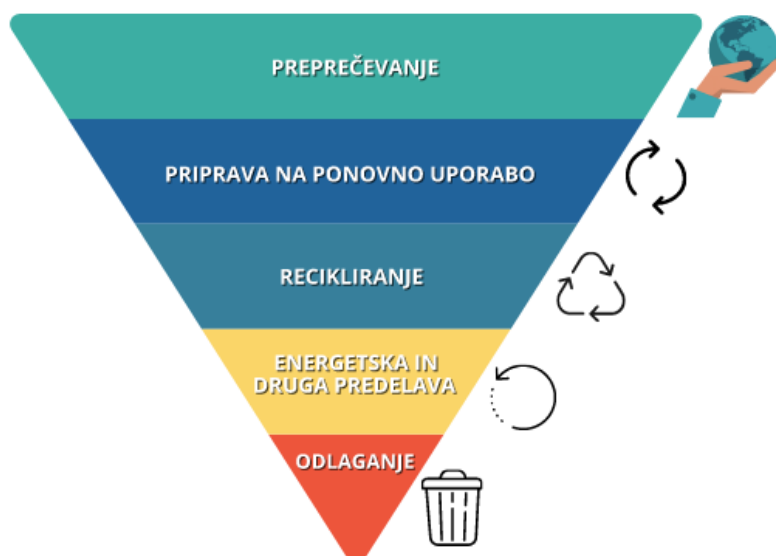 PREPREČEVANJE
PRIPRAVA NA PONOVNO UPORABO
RECIKLIRANJE
ENERGETSKA IN
DRUGA PREDELAVA
ODLAGANJE